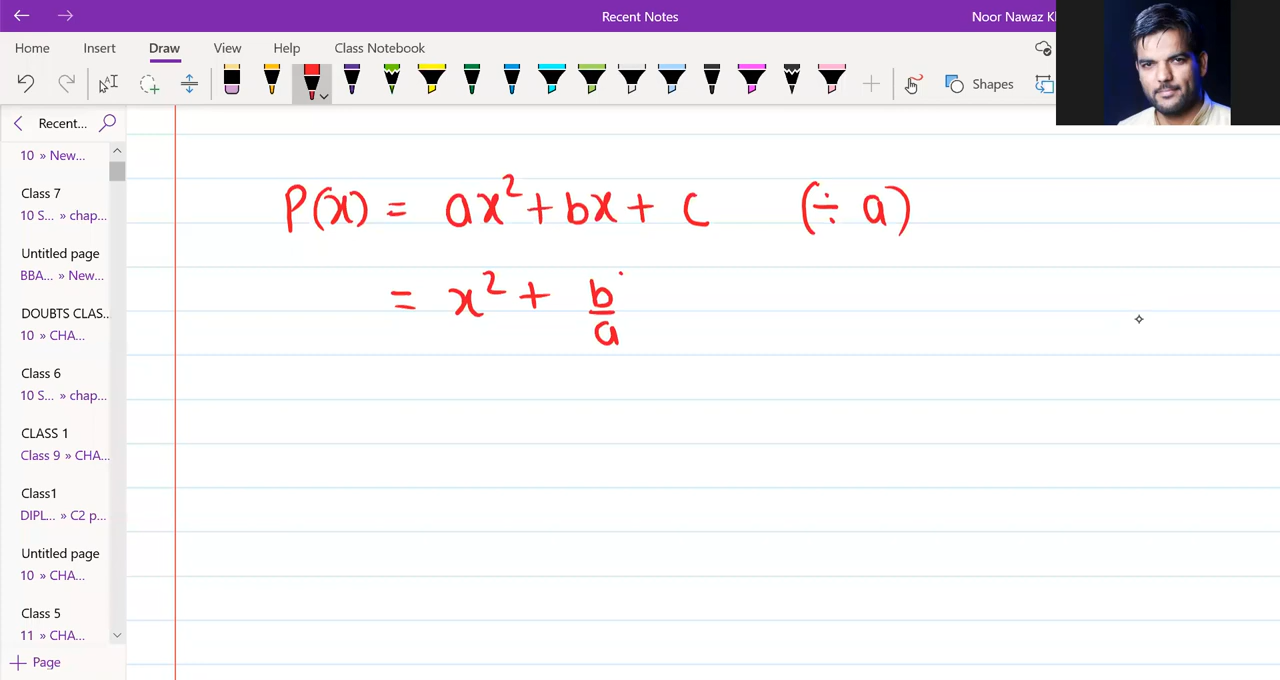 Recent Notes
Noor Nawaz Kh
Home Insert Draw View Help Class Notebook
Shapes
Recent...
10 » New...
Class 7
10 S... » chap...
Untitled page
BBA... » New...
DOUBTS CLAS...
10 » CHA...
Class 6
10 S... » chap...
CLASS 1
Class 9 » CHA...
Class1
DIPL... » C2 p...
Untitled page
10 » CHA...
Class 5
11 » CHA...
Page
P(x) = ax² + bx + c (÷ a)
= x² + b/a